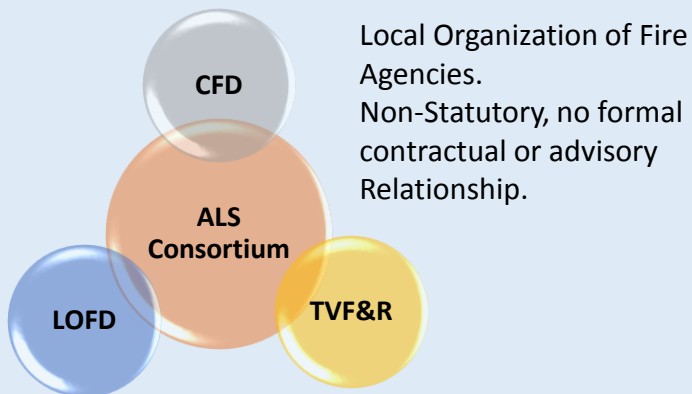 CFD
ALS
Consortium
LOFD
TVF&R
Local Organization of Fire
Agencies.
Non-Statutory, no formal
contractual or advisory
Relationship.